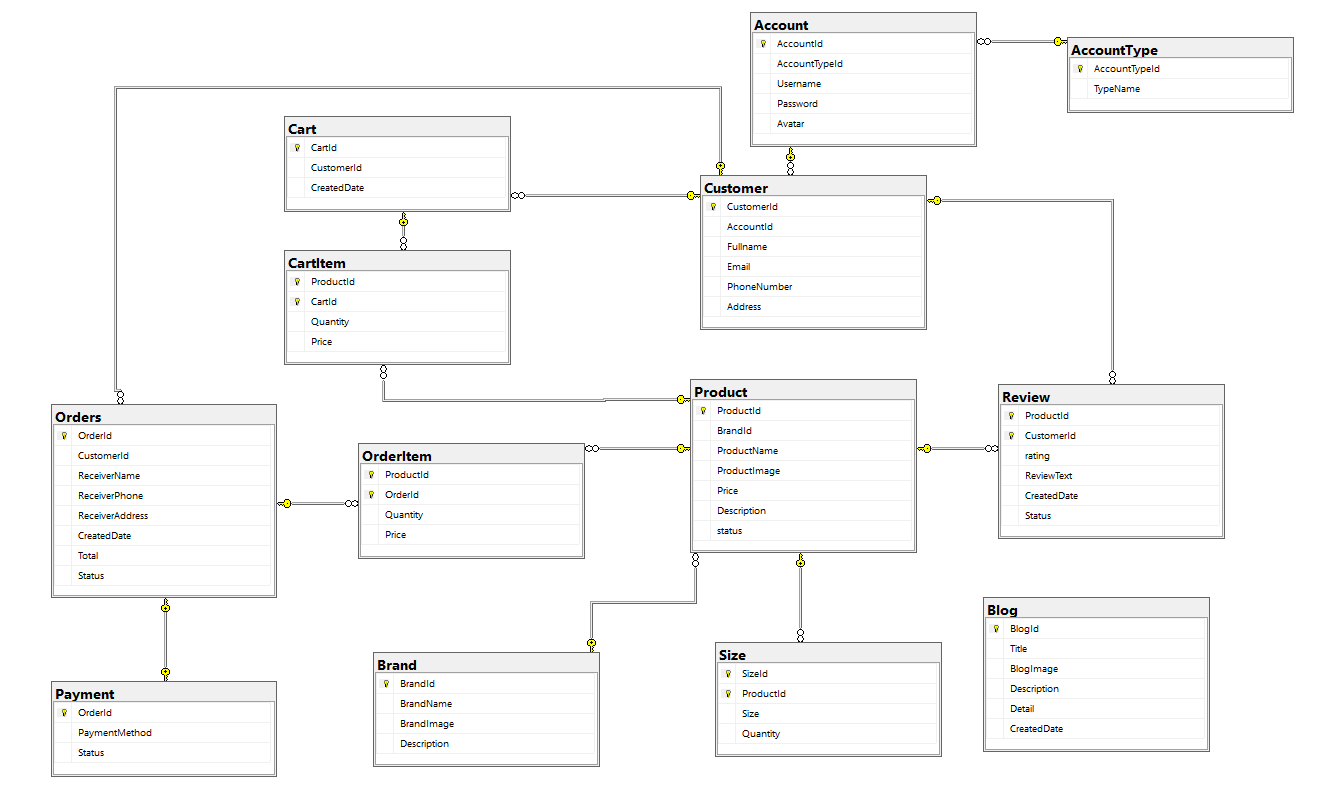 Account
AccountId
AccountTypeId
Username
Password
Avatar
AccountType
AccountTypeId
TypeName
Cart
CartId
CustomerId
CreatedDate
Customer
CustomerId
AccountId
Fullname
Email
PhoneNumber
Address
CartItem
ProductId
CartId
Quantity
Price
Product
ProductId
BrandId
ProductName
ProductImage
Price
Description
status
Review
ProductId
CustomerId
rating
ReviewText
CreatedDate
Status
Orders
OrderId
CustomerId
ReceiverName
ReceiverPhone
ReceiverAddress
CreatedDate
Total
Status
OrderItem
ProductId
OrderId
Quantity
Price
Blog
BlogId
Title
BlogImage
Description
Detail
CreatedDate
Size
SizeId
ProductId
Size
Quantity
Brand
BrandId
BrandName
BrandImage
Description
Payment
OrderId
PaymentMethod
Status